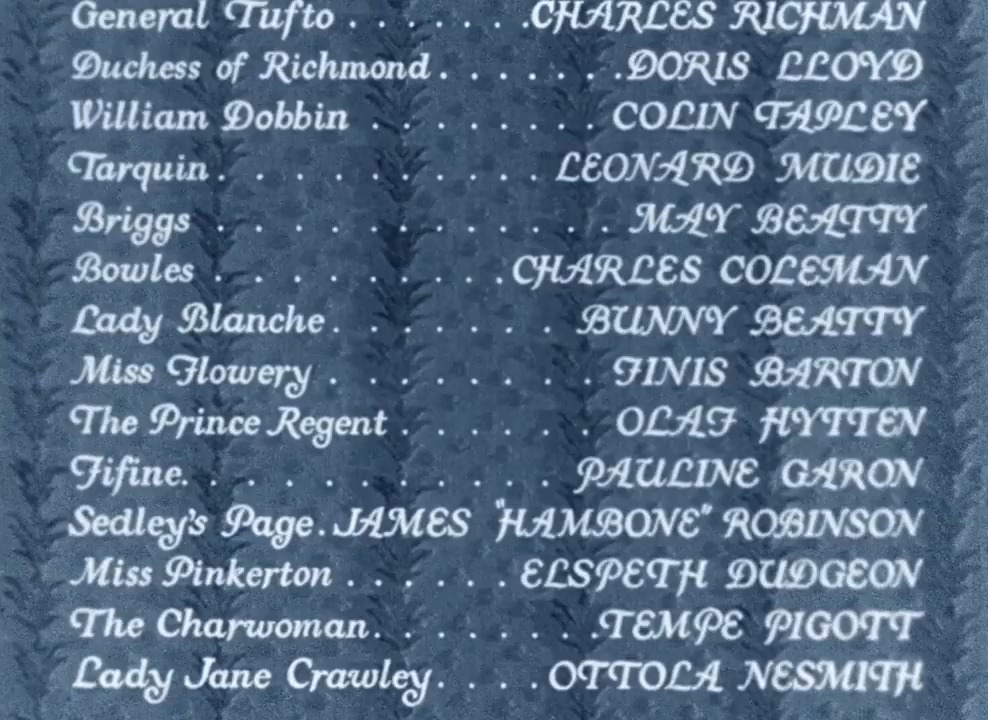 General Tufto . . . . . . . .CHARLES RICHMAN
Duchess of Richmond. . . . . . . .DORIS LLOYD
William Dobbin . . . . . . . COLIN TAPLEY
Tarquin. . . . . . . . . . LEONARD MUDIE
Briggs . . . . . . . . . . . . MAY BEATTY
Bowles . . . . . . . . .CHARLES COLEMAN
Lady Blanche. . . . . . . BUNNY BEATTY
Miss Flowery . . . . . . . . FINIS BARTON
The Prince Regent . . . . . . OLAF HYTTEN
Fifine. . . . . . . . . . . PAULINE GARON
Sedley's Page. JAMES "HAMBONE" ROBINSON
Miss Pinkerton . . . . . ELSPETH DUDGEON
The Charwoman. . . . . . . .TEMPE PIGOTT
Lady Jane Crawley. . . .OTTOLA NESMITH